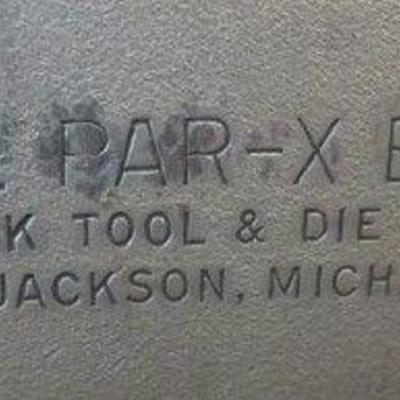 PAR-X
K TOOL & DIE
JACKSON, MICH